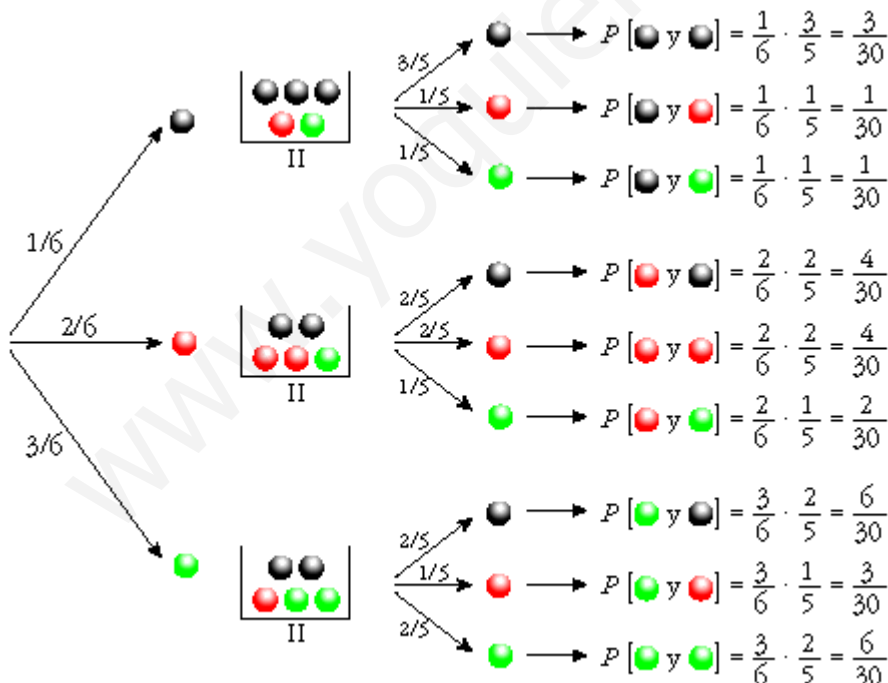 3/5 P [ y ] = 1/6 · 3/5 = 3/30
1/5 P [ y ] = 1/6 · 1/5 = 1/30
II
1/5 P [ y ] = 1/6 · 1/5 = 1/30
1/6
2/5 P [ y ] = 2/6 · 2/5 = 4/30
2/6
2/5 P [ y ] = 2/6 · 2/5 = 4/30
II
1/5 P [ y ] = 2/6 · 1/5 = 2/30
3/6
2/5 P [ y ] = 3/6 · 2/5 = 6/30
1/5 P [ y ] = 3/6 · 1/5 = 3/30
II
2/5 P [ y ] = 3/6 · 2/5 = 6/30
www.yoquie